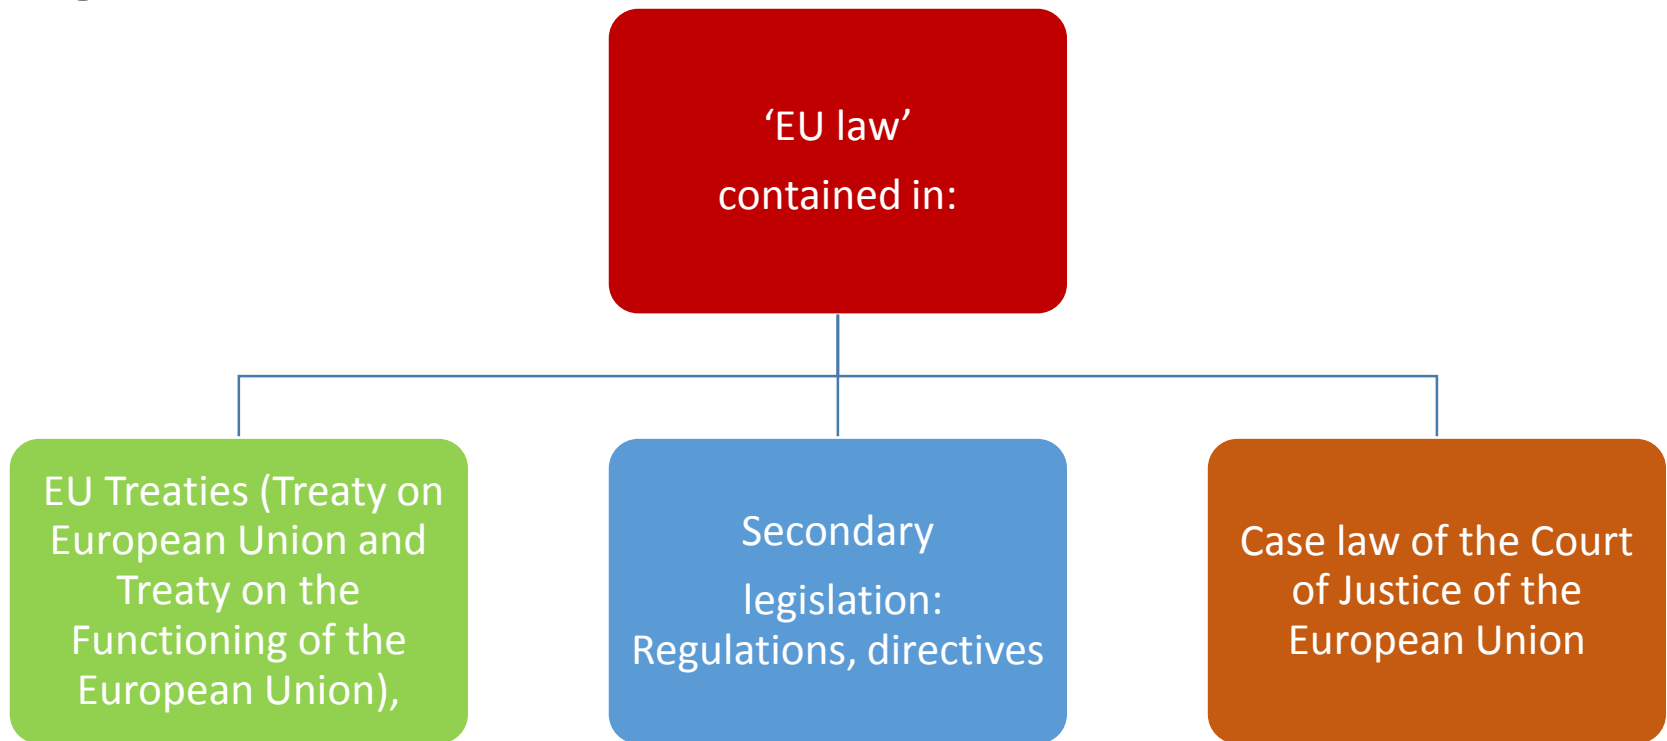 ‘EU law’
contained in:
EU Treaties (Treaty on
European Union and
Treaty on the
Functioning of the
European Union),
Secondary
legislation:
Regulations, directives
Case law of the Court
of Justice of the
European Union